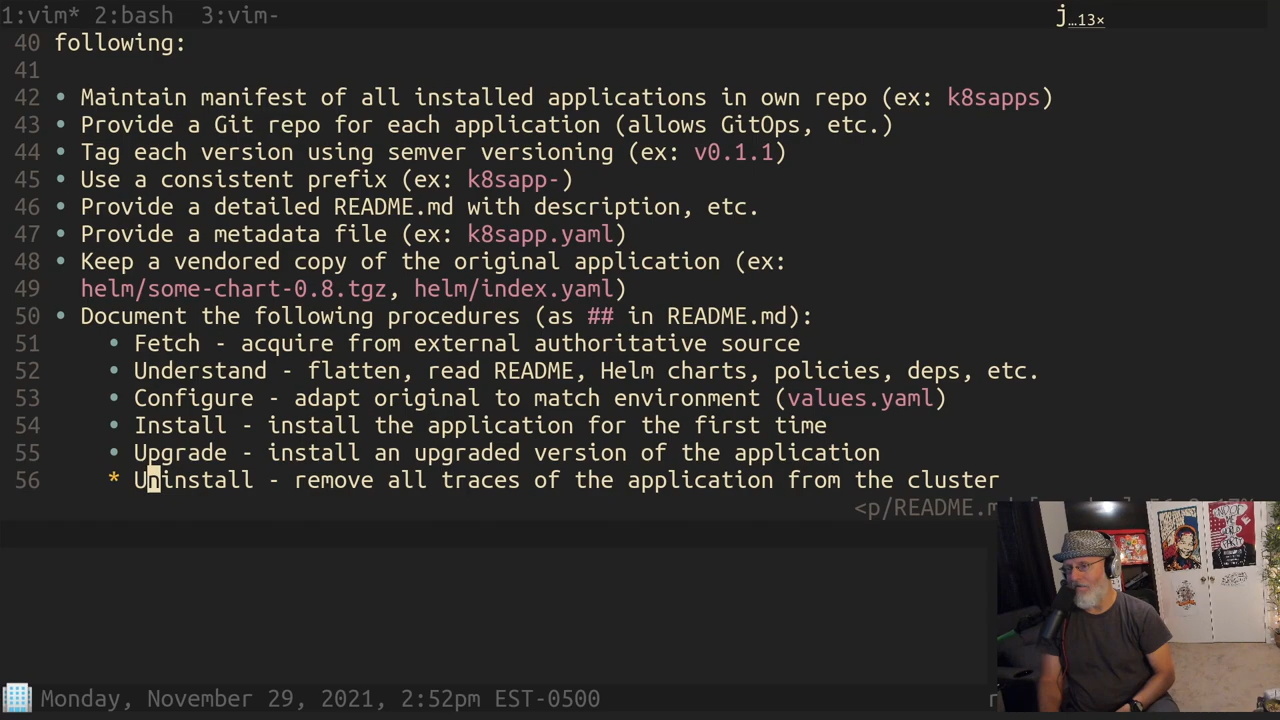 1:vim* 2:bash  3:vim-
j…13×
40 following:
41
42 • Maintain manifest of all installed applications in own repo (ex: k8sapps)
43 • Provide a Git repo for each application (allows GitOps, etc.)
44 • Tag each version using semver versioning (ex: v0.1.1)
45 • Use a consistent prefix (ex: k8sapp-)
46 • Provide a detailed README.md with description, etc.
47 • Provide a metadata file (ex: k8sapp.yaml)
48 • Keep a vendored copy of the original application (ex:
49   helm/some-chart-0.8.tgz, helm/index.yaml)
50 • Document the following procedures (as ## in README.md):
51     • Fetch - acquire from external authoritative source
52     • Understand - flatten, read README, Helm charts, policies, deps, etc.
53     • Configure - adapt original to match environment (values.yaml)
54     • Install - install the application for the first time
55     • Upgrade - install an upgraded version of the application
56     * Uninstall - remove all traces of the application from the cluster
<p/README.m
Monday, November 29, 2021, 2:52pm EST-0500